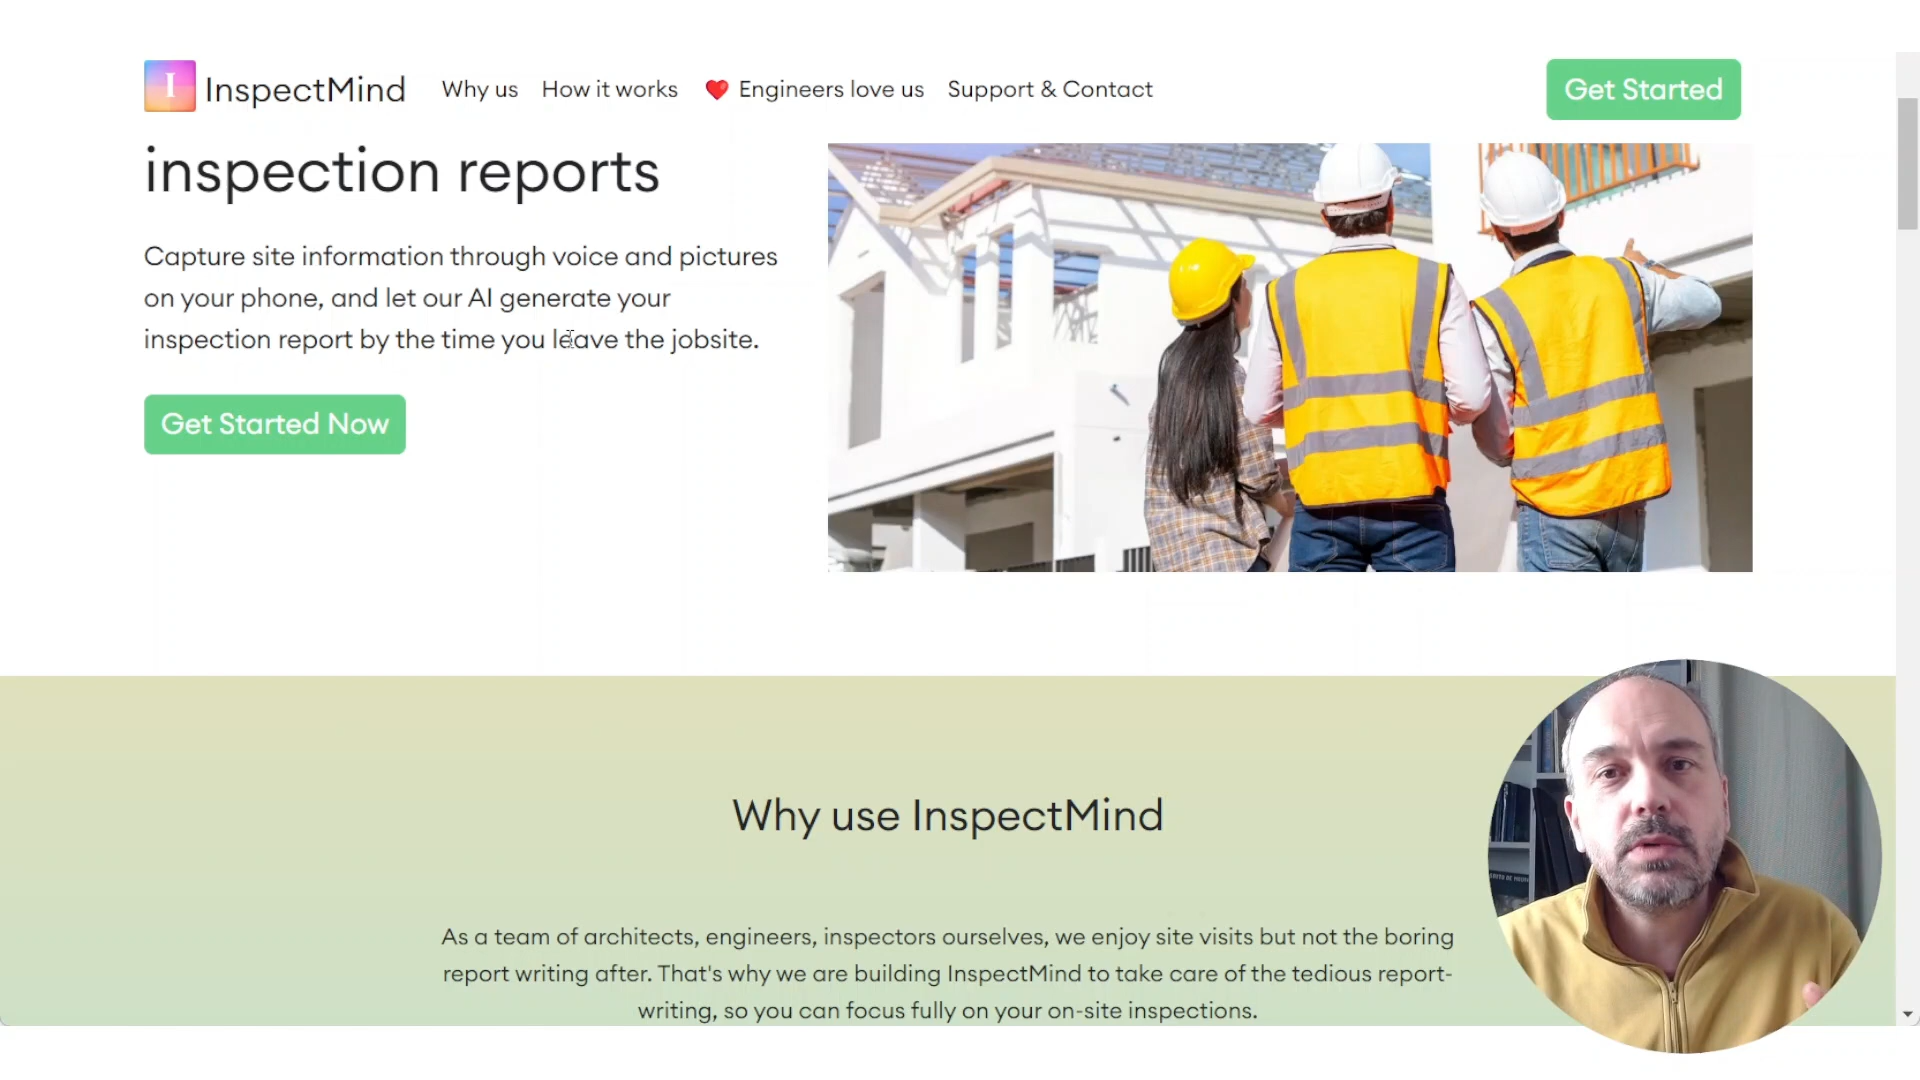 I InspectMind Why us How it works ❤️ Engineers love us Support & Contact Get Started
inspection reports
Capture site information through voice and pictures
on your phone, and let our AI generate your
inspection report by the time you leave the jobsite.
Get Started Now
Why use InspectMind
As a team of architects, engineers, inspectors ourselves, we enjoy site visits but not the boring
report writing after. That's why we are building InspectMind to take care of the tedious report-
writing, so you can focus fully on your on-site inspections.